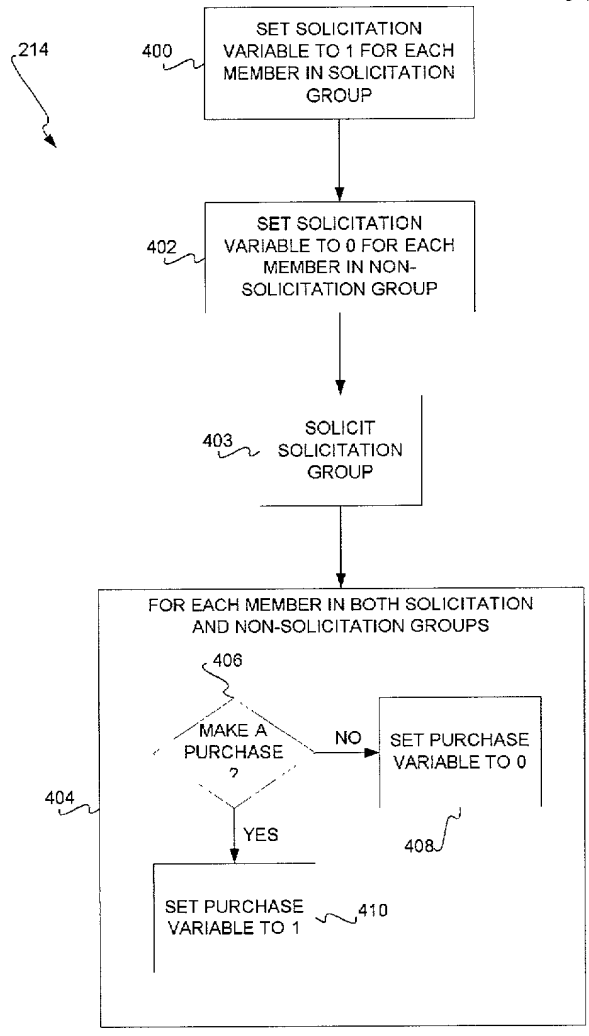 214
400
SET SOLICITATION
VARIABLE TO 1 FOR EACH
MEMBER IN SOLICITATION
GROUP
402
SET SOLICITATION
VARIABLE TO 0 FOR EACH
MEMBER IN NON-
SOLICITATION GROUP
403
SOLICIT
SOLICITATION
GROUP
FOR EACH MEMBER IN BOTH SOLICITATION
AND NON-SOLICITATION GROUPS
406
MAKE A
PURCHASE
?
NO
SET PURCHASE
VARIABLE TO 0
404
408
YES
SET PURCHASE
VARIABLE TO 1
410